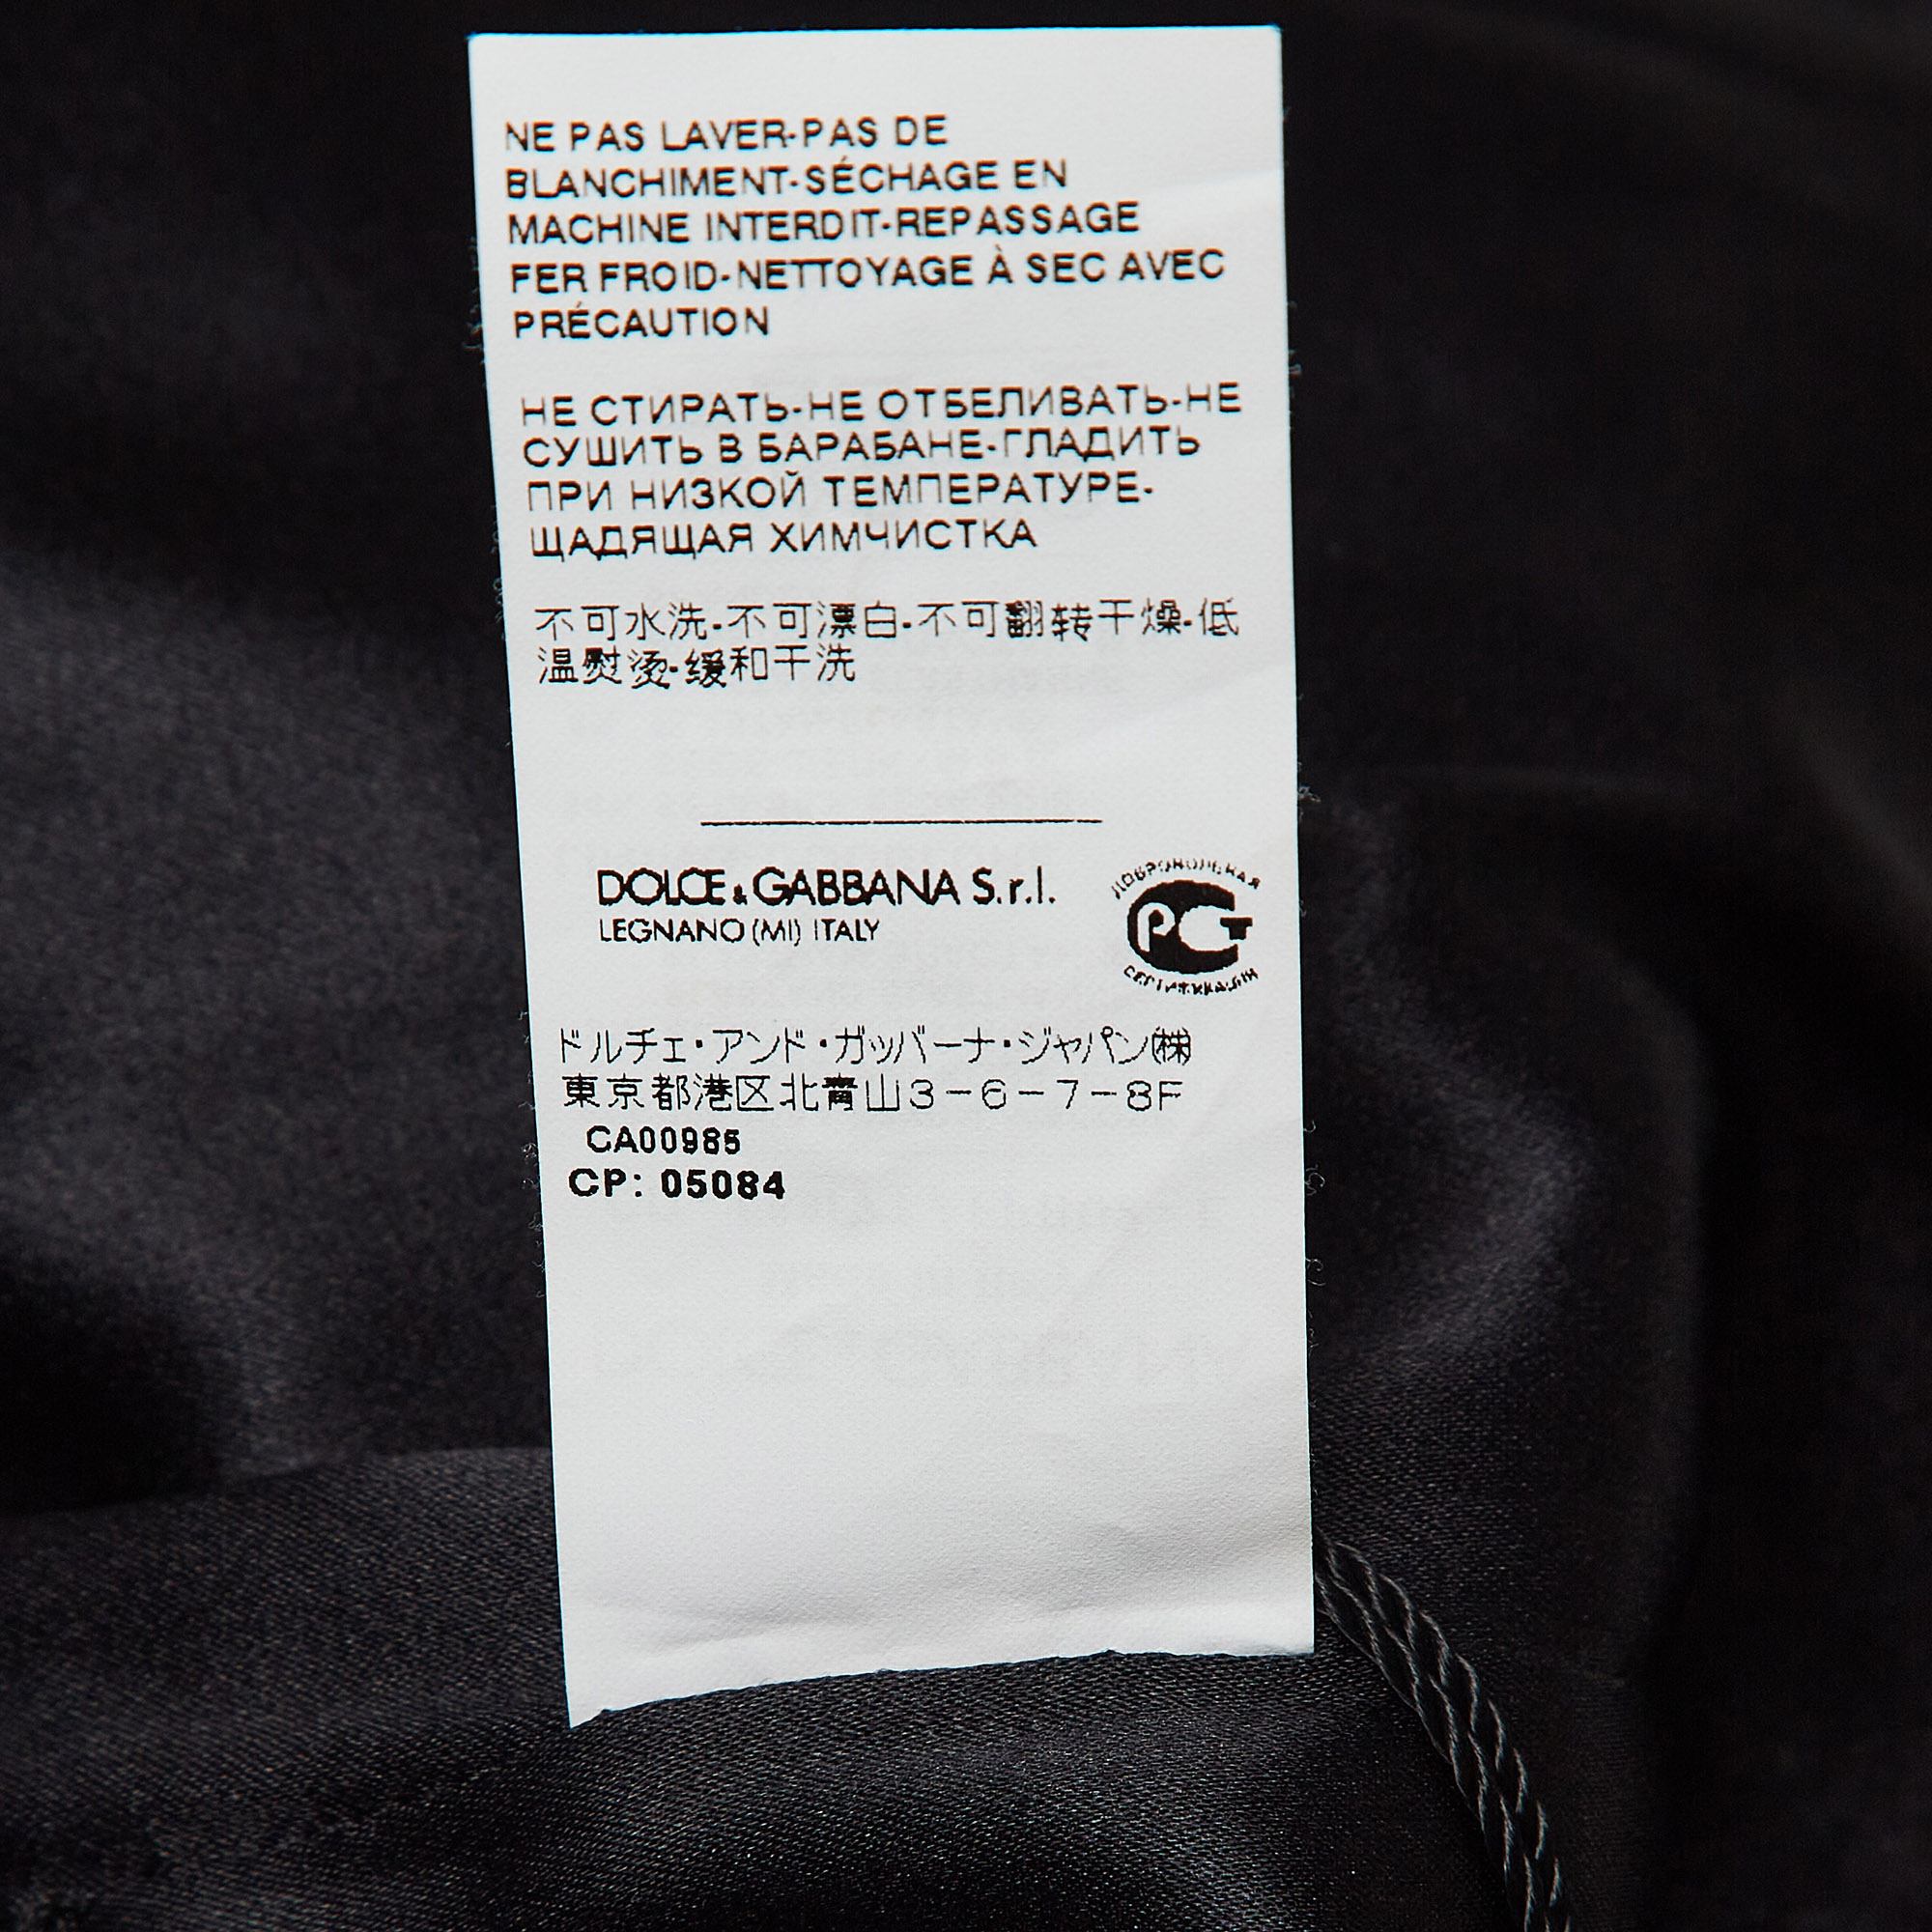 NE PAS LAVER-PAS DE
BLANCHIMENT-SÉCHAGE EN
MACHINE INTERDIT-REPASSAGE
FER FROID-NETTOYAGE À SEC AVEC
PRÉCAUTION
НЕ СТИРАТЬ-НЕ ОТБЕЛИВАТЬ-НЕ
СУШИТЬ В БАРАБАНЕ-ГЛАДИТЬ
ПРИ НИЗКОЙ ТЕМПЕРАТУРЕ-
ЩАДЯЩАЯ ХИМЧИСТКА
不可水洗-不可漂白-不可翻转干燥-低
温熨烫-缓和干洗
DOLCE & GABBANA S.r.l.
LEGNANO (MI) ITALY
ДОБРОВОЛЬНАЯ
РСТ
СЕРТИФИКАЦИЯ
ドルチェ・アンド・ガッバーナ・ジャパン㈱
東京都港区北青山3-6-7-8F
CA00985
CP: 05084